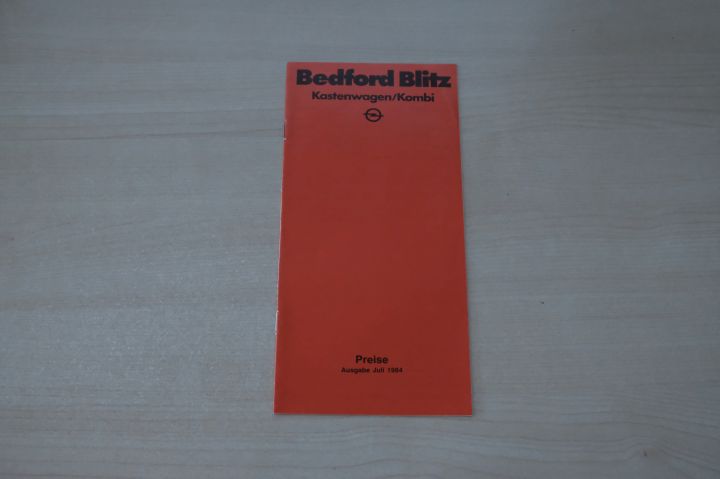 Bedford Blitz
Kastenwagen/Kombi
Preise
Ausgabe Juli 1984